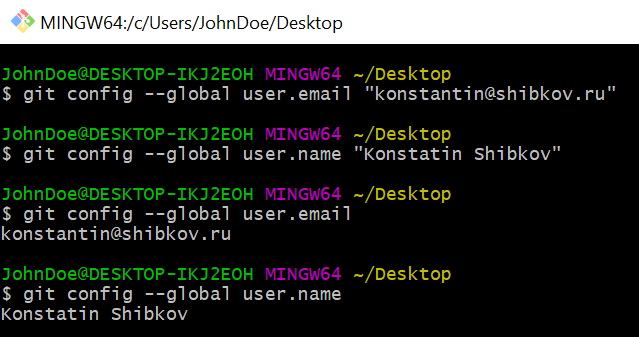 MINGW64:/c/Users/JohnDoe/Desktop
JohnDoe@DESKTOP-IKJ2EOH MINGW64 ~/Desktop
$ git config --global user.email "konstantin@shibkov.ru"
JohnDoe@DESKTOP-IKJ2EOH MINGW64 ~/Desktop
$ git config --global user.name "Konstatin Shibkov"
JohnDoe@DESKTOP-IKJ2EOH MINGW64 ~/Desktop
$ git config --global user.email
konstantin@shibkov.ru
JohnDoe@DESKTOP-IKJ2EOH MINGW64 ~/Desktop
$ git config --global user.name
Konstatin Shibkov